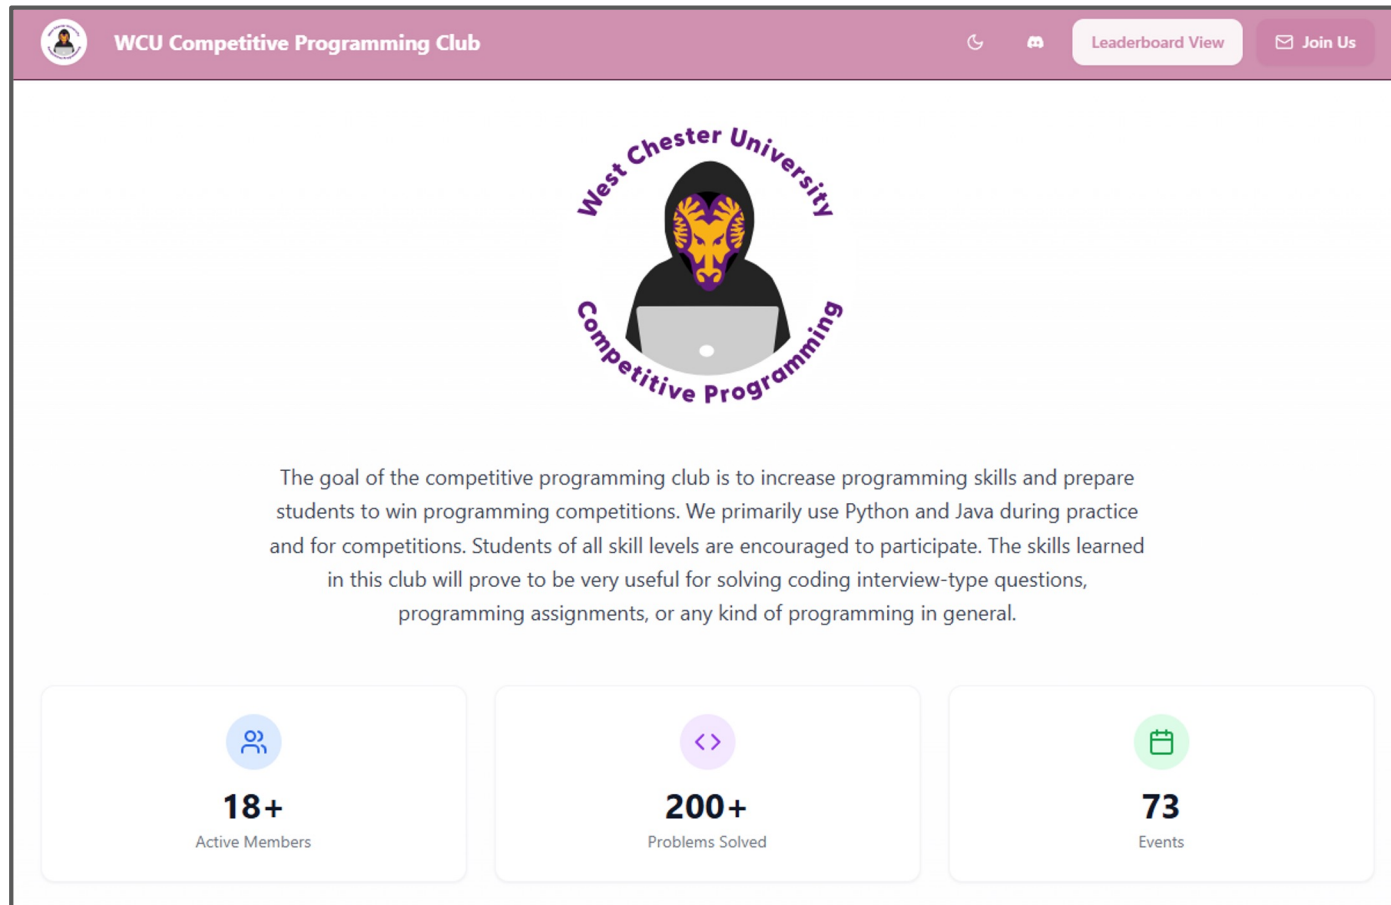 WCU Competitive Programming Club
Leaderboard View
Join Us
West Chester University
Competitive Programming
The goal of the competitive programming club is to increase programming skills and prepare
students to win programming competitions. We primarily use Python and Java during practice
and for competitions. Students of all skill levels are encouraged to participate. The skills learned
in this club will prove to be very useful for solving coding interview-type questions,
programming assignments, or any kind of programming in general.
18+
Active Members
200+
Problems Solved
73
Events